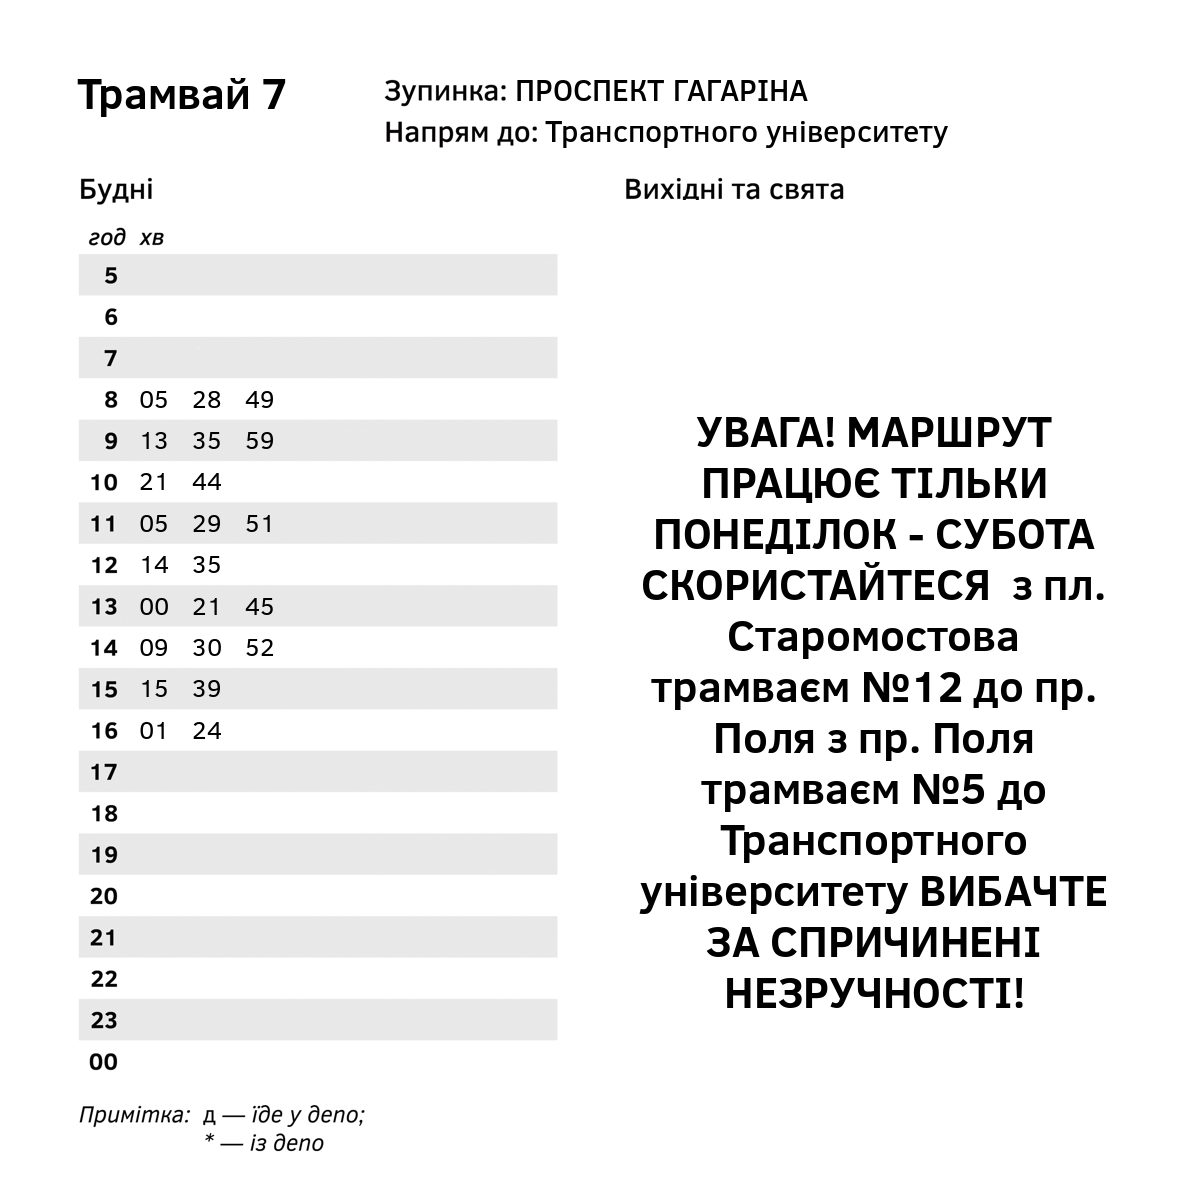 Трамвай 7
Зупинка: ПРОСПЕКТ ГАГАРІНА
Напрям до: Транспортного університету
Будні
год хв
5
6
7
8 05 28 49
9 13 35 59
10 21 44
11 05 29 51
12 14 35
13 00 21 45
14 09 30 52
15 15 39
16 01 24
17
18
19
20
21
22
23
00
Примітка: д — їде у депо;
* — із депо
Вихідні та свята
УВАГА! МАРШРУТ
ПРАЦЮЄ ТІЛЬКИ
ПОНЕДІЛОК - СУБОТА
СКОРИСТАЙТЕСЯ з пл.
Старомостова
трамваєм №12 до пр.
Поля з пр. Поля
трамваєм №5 до
Транспортного
університету ВИБАЧТЕ
ЗА СПРИЧИНЕНІ
НЕЗРУЧНОСТІ!